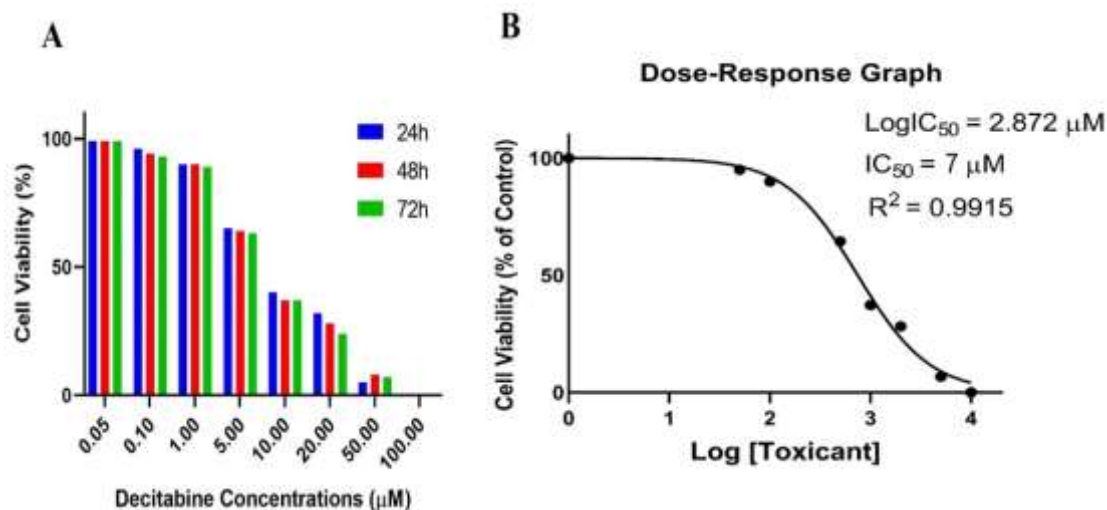 A
100
50
0
Cell Viability (%)
24h
48h
72h
0.05
0.10
1.00
5.00
10.00
20.00
50.00
100.00
Decitabine Concentrations (μM)
B
Dose-Response Graph
LogIC₅₀ = 2.872 μM
IC₅₀ = 7 μM
R² = 0.9915
100
50
0
Cell Viability (% of Control)
0 1 2 3 4
Log [Toxicant]